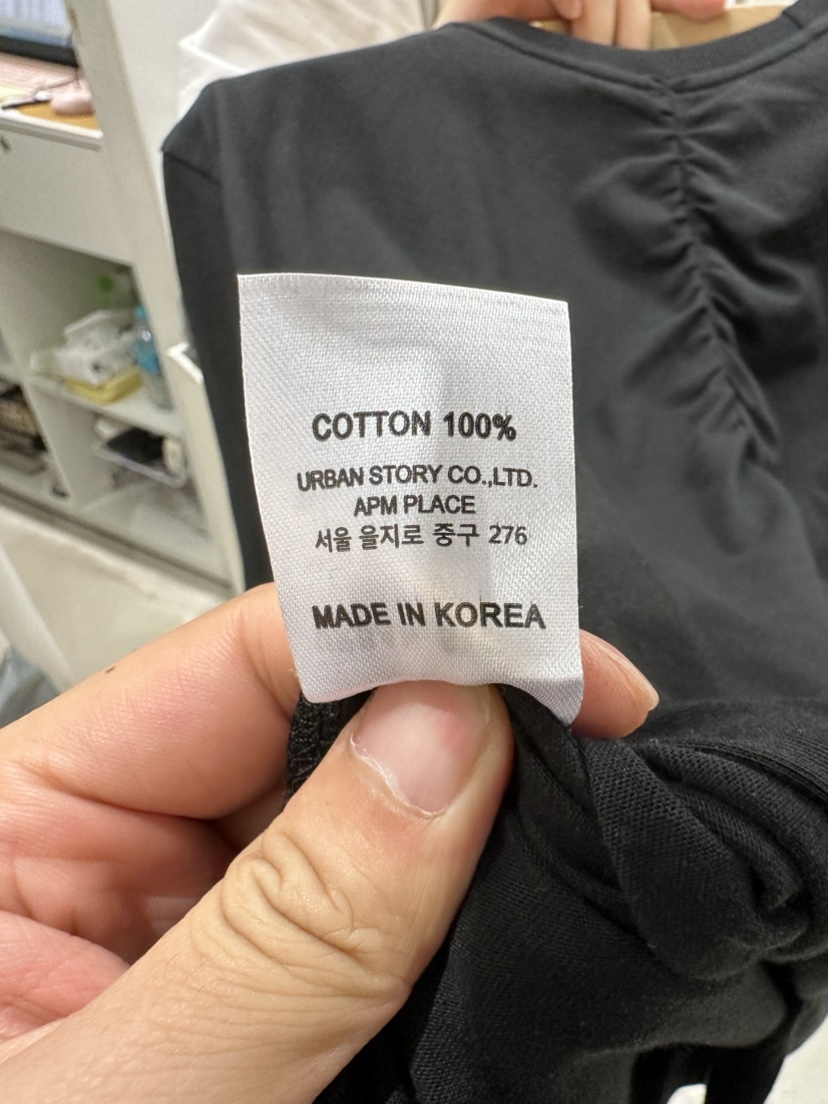 COTTON 100%
URBAN STORY CO.,LTD.
APM PLACE
서울 을지로 중구 276
MADE IN KOREA